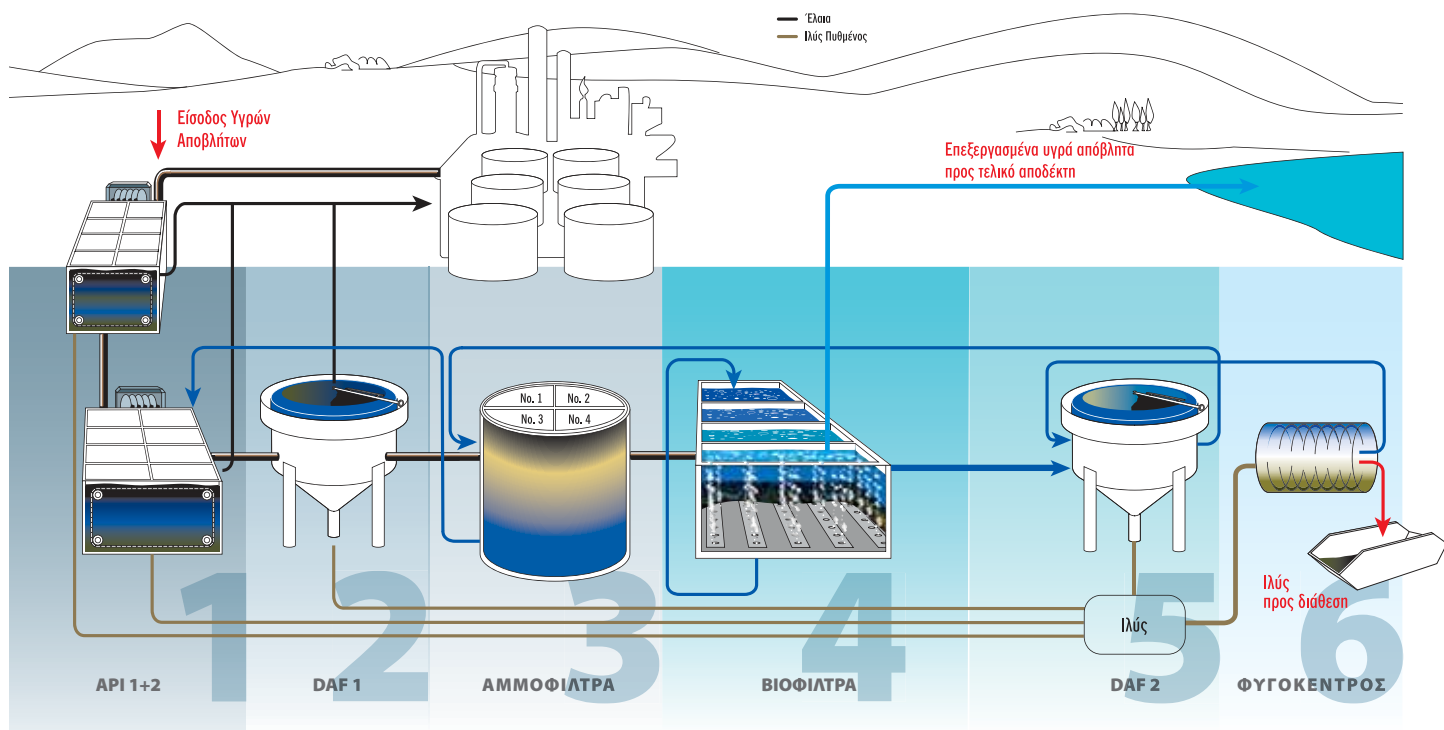 Έλαια
Ιλύς Πυθμένος
Είσοδος Υγρών
Αποβλήτων
Επεξεργασμένα υγρά απόβλητα
προς τελικό αποδέκτη
No. 1 No. 2
No. 3 No. 4
Ιλύς
προς διάθεση
Ιλύς
1 2 3 4 5 6
API 1+2
DAF 1
ΑΜΜΟΦΙΛΤΡΑ
ΒΙΟΦΙΛΤΡΑ
DAF 2
ΦΥΓΟΚΕΝΤΡΟΣ